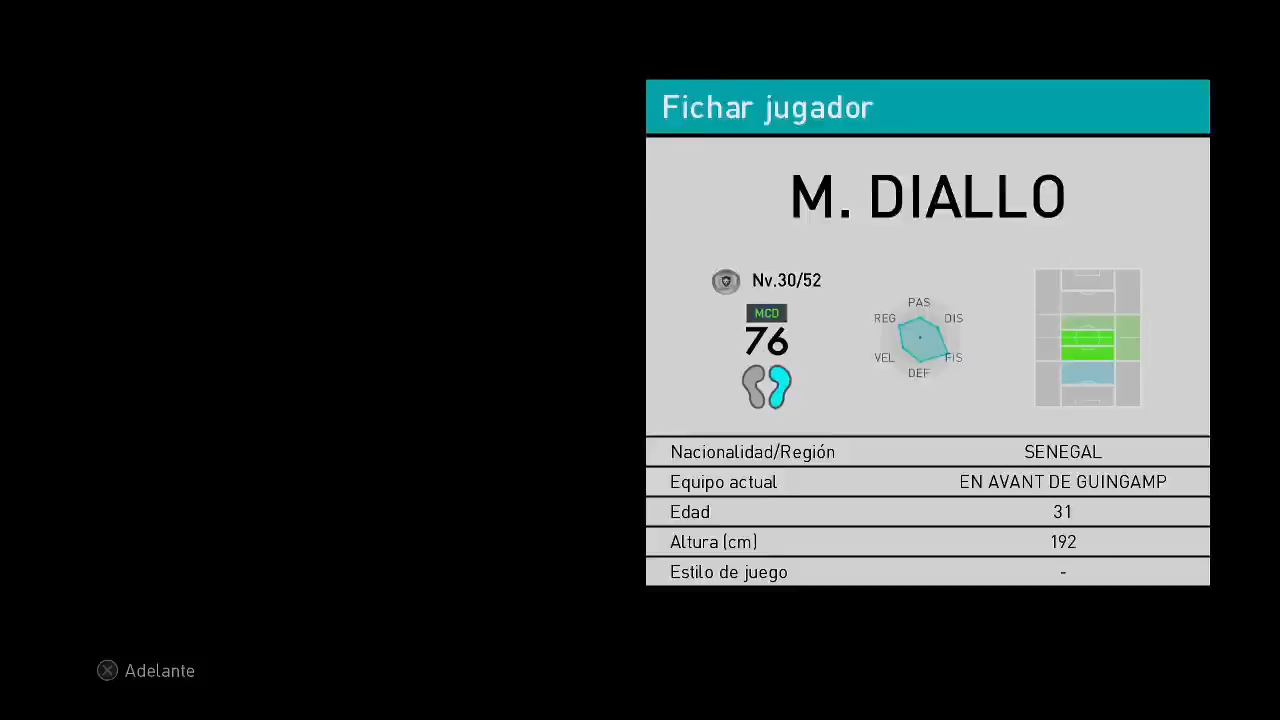 Fichar jugador
M. DIALLO
Nv.30/52
MCD
76
PAS
REG DIS
VEL FIS
DEF
Nacionalidad/Región SENEGAL
Equipo actual EN AVANT DE GUINGAMP
Edad 31
Altura (cm) 192
Estilo de juego -
Adelante